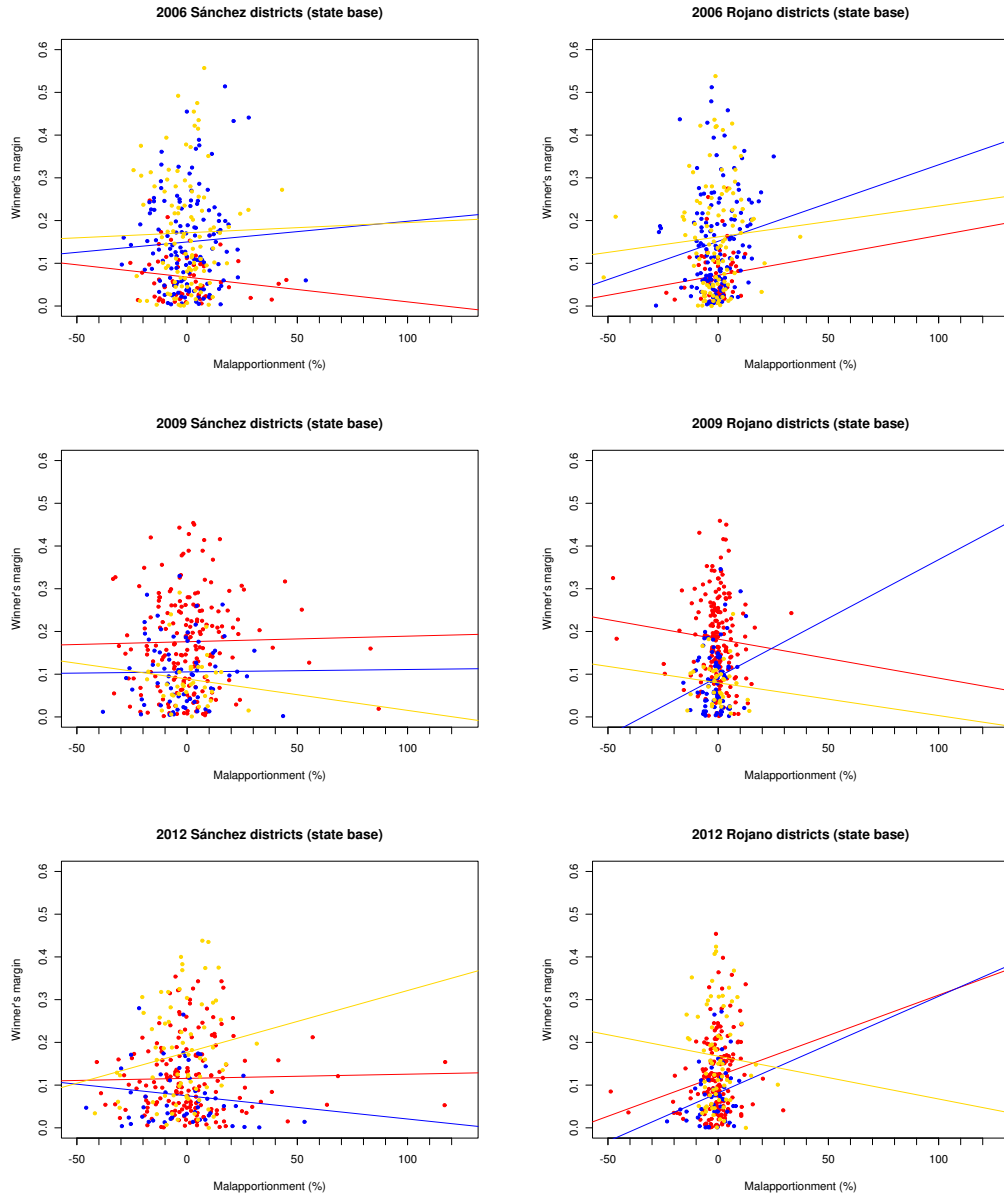 2006 Sánchez districts (state base)
Winner's margin
0.0 0.1 0.2 0.3 0.4 0.5 0.6
-50 0 50 100
Malapportionment (%)
2006 Rojano districts (state base)
Winner's margin
0.0 0.1 0.2 0.3 0.4 0.5 0.6
-50 0 50 100
Malapportionment (%)
2009 Sánchez districts (state base)
Winner's margin
0.0 0.1 0.2 0.3 0.4 0.5 0.6
-50 0 50 100
Malapportionment (%)
2009 Rojano districts (state base)
Winner's margin
0.0 0.1 0.2 0.3 0.4 0.5 0.6
-50 0 50 100
Malapportionment (%)
2012 Sánchez districts (state base)
Winner's margin
0.0 0.1 0.2 0.3 0.4 0.5 0.6
-50 0 50 100
Malapportionment (%)
2012 Rojano districts (state base)
Winner's margin
0.0 0.1 0.2 0.3 0.4 0.5 0.6
-50 0 50 100
Malapportionment (%)